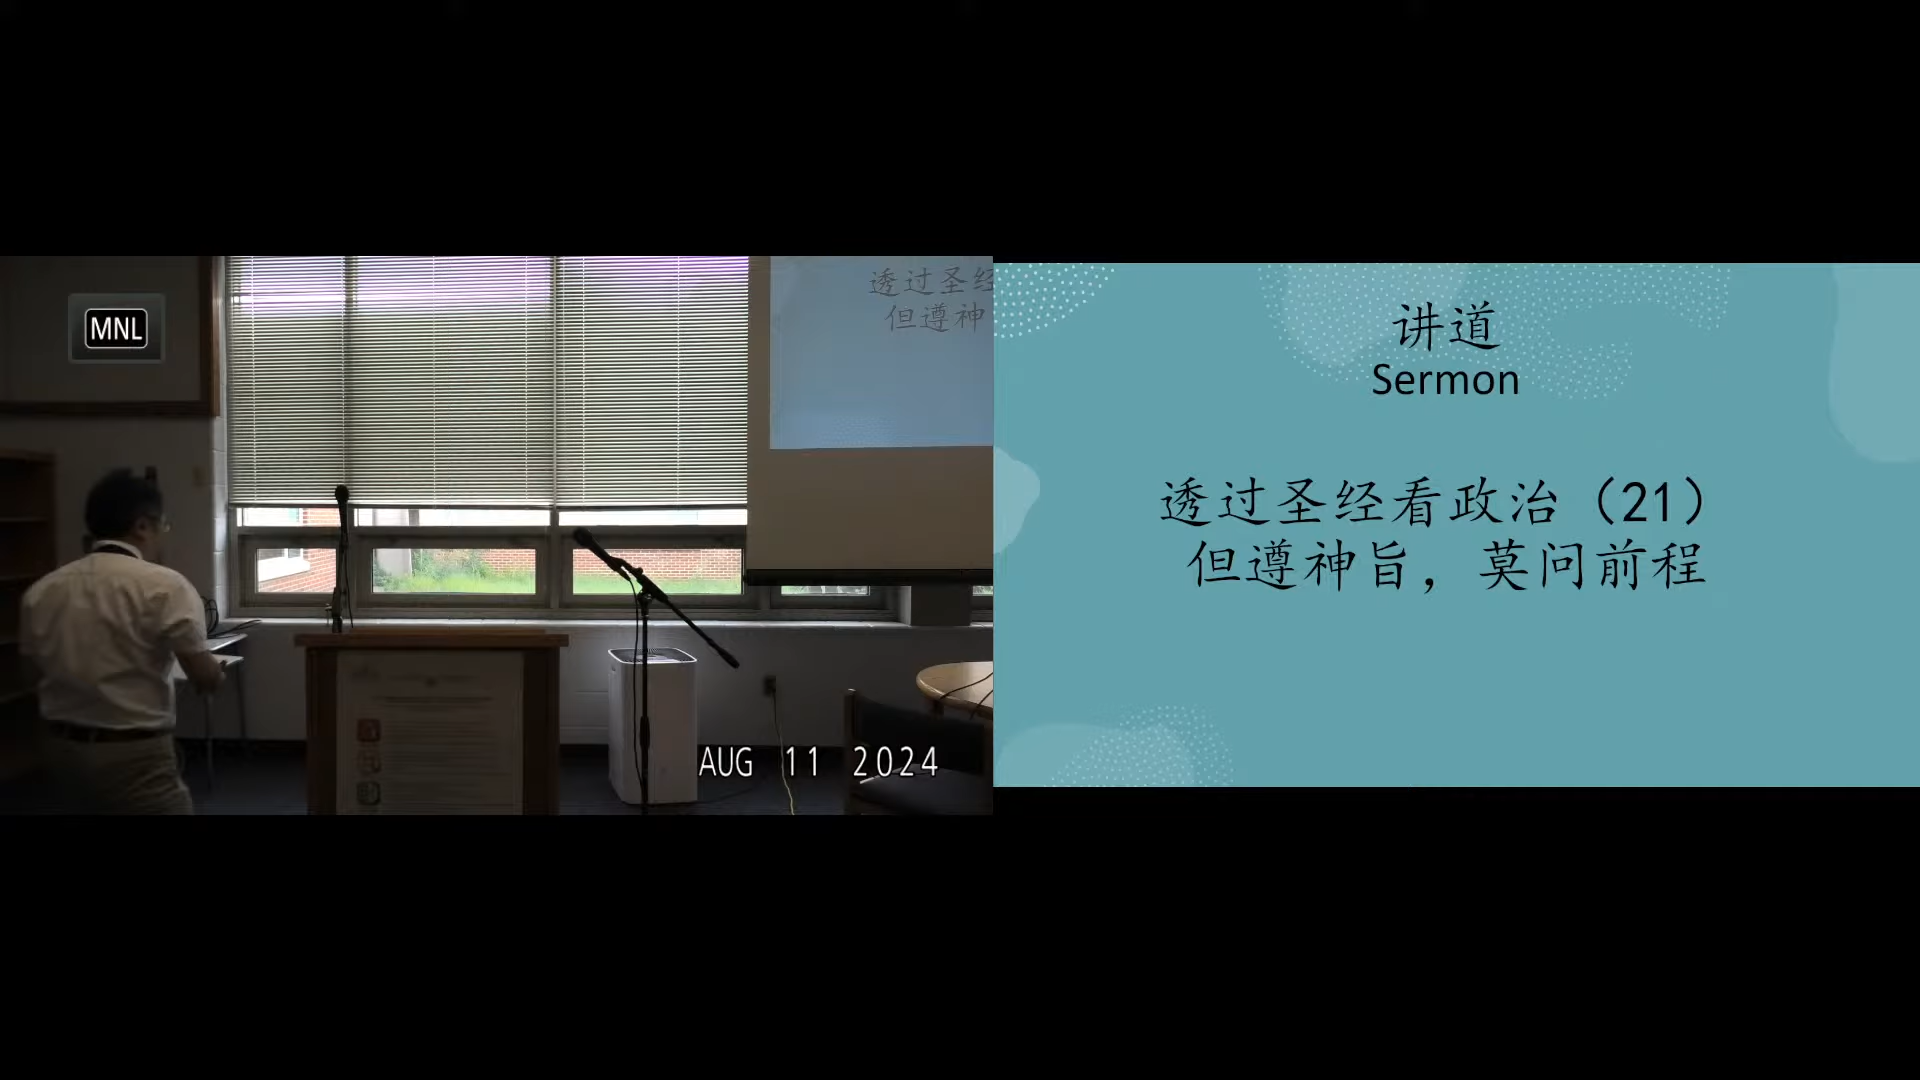 MNL
透过圣经
但遵神
AUG 11 2024
讲道
Sermon
透过圣经看政治（21）
但遵神旨，莫问前程